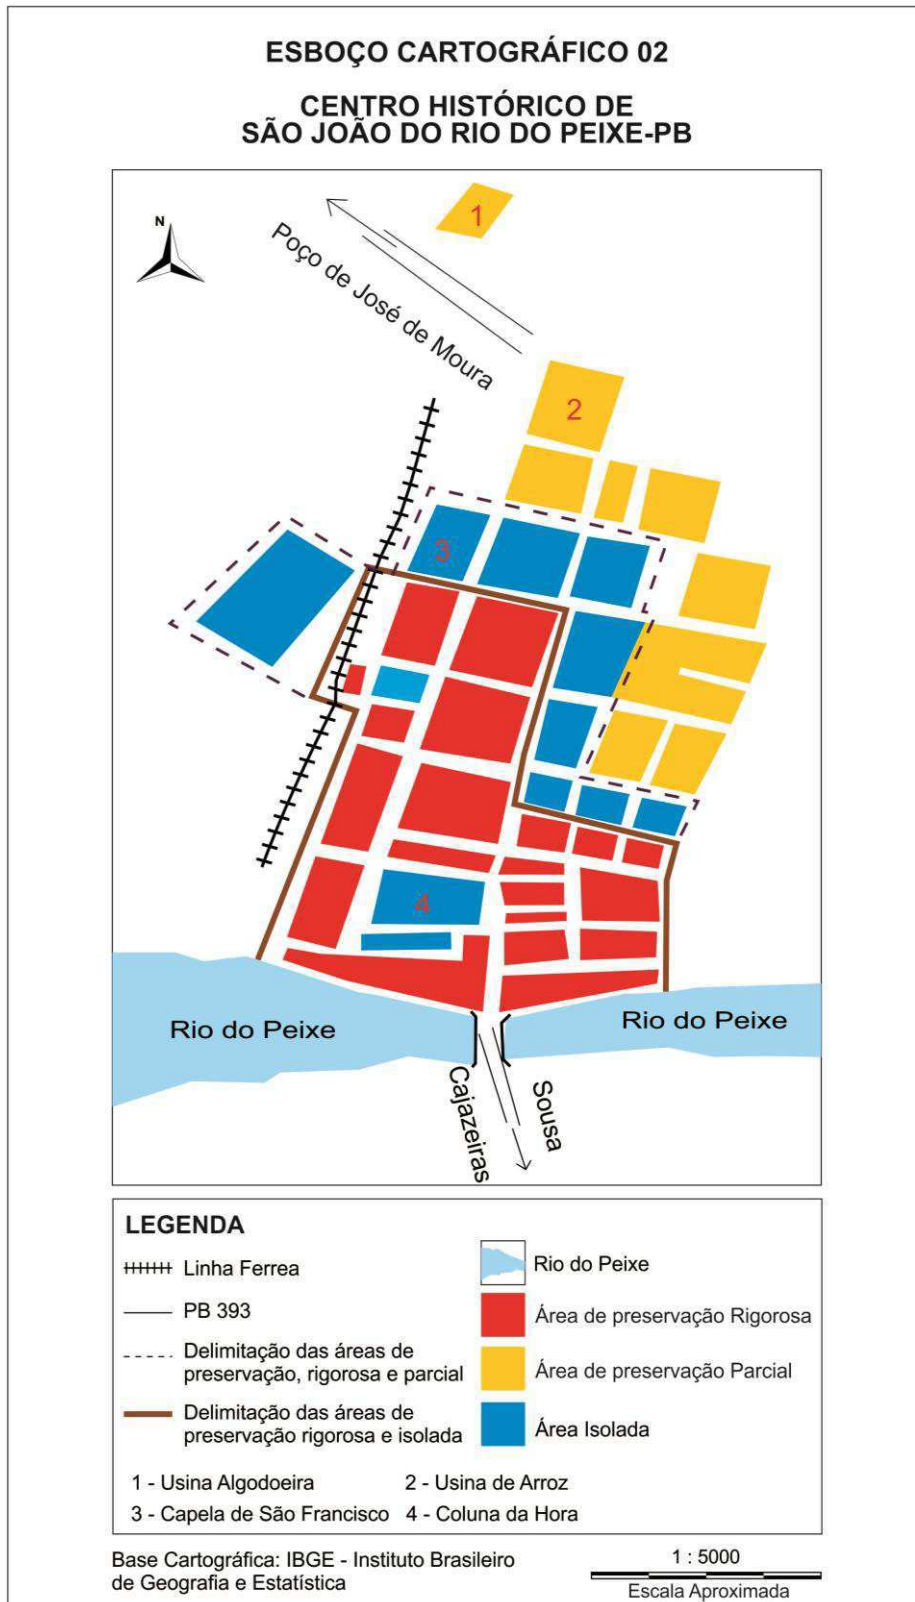 ESBOÇO CARTOGRÁFICO 02
CENTRO HISTÓRICO DE
SÃO JOÃO DO RIO DO PEIXE-PB
N
1
Poço de José de Moura
2
3
4
Rio do Peixe
Rio do Peixe
Cajazeiras
Sousa
LEGENDA
Linha Ferrea
PB 393
Delimitação das áreas de
preservação, rigorosa e parcial
Delimitação das áreas de
preservação rigorosa e isolada
Rio do Peixe
Área de preservação Rigorosa
Área de preservação Parcial
Área Isolada
1 - Usina Algodoeira
2 - Usina de Arroz
3 - Capela de São Francisco
4 - Coluna da Hora
Base Cartográfica: IBGE - Instituto Brasileiro
de Geografia e Estatística
1 : 5000
Escala Aproximada